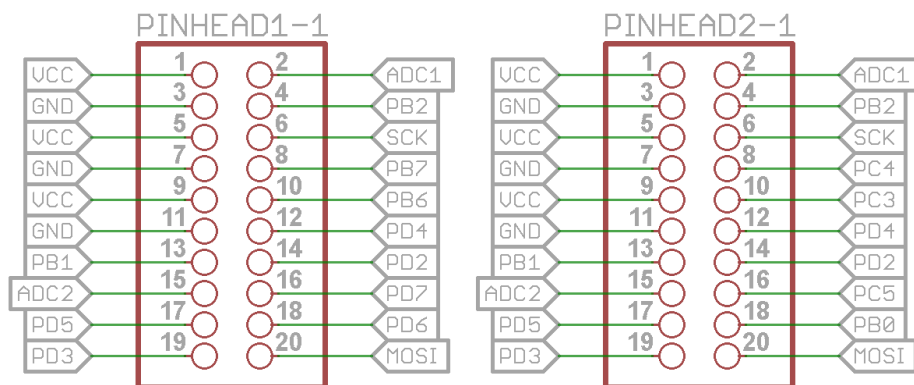 PINHEAD1-1 PINHEAD2-1
VCC 1 2 ADC1 VCC 1 2 ADC1
GND 3 4 PB2 GND 3 4 PB2
VCC 5 6 SCK VCC 5 6 SCK
GND 7 8 PB7 GND 7 8 PC4
VCC 9 10 PB6 VCC 9 10 PC3
GND 11 12 PD4 GND 11 12 PD4
PB1 13 14 PD2 PB1 13 14 PD2
ADC2 15 16 PD7 ADC2 15 16 PC5
PD5 17 18 PD6 PD5 17 18 PB0
PD3 19 20 MOSI PD3 19 20 MOSI